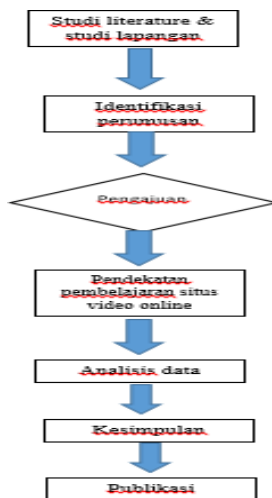 Studi literature &
studi lapangan
Identifikasi
perumusan
Pengajuan
Pendekatan
pembelajaran situs
video online
Analisis data
Kesimpulan
Publikasi